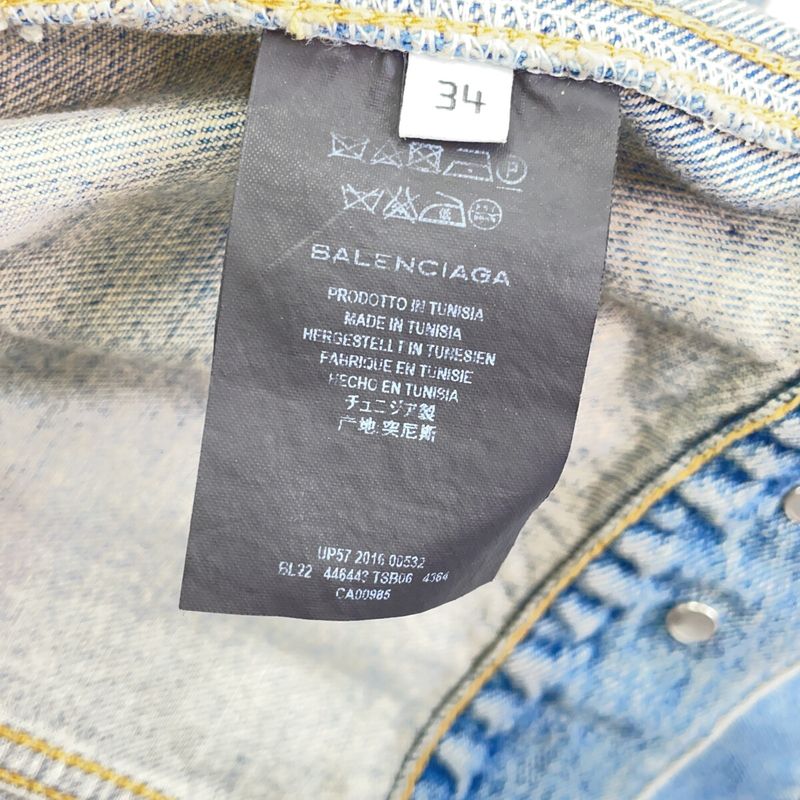 34
BALENCIAGA
PRODOTTO IN TUNISIA
MADE IN TUNISIA
HERGESTELLT IN TUNESIEN
FABRIQUE EN TUNISIE
HECHO EN TUNISIA
チュニジア製
产地:突尼斯
UP57 2016 00532
BL22 446443 TSB06 4364
CA00985